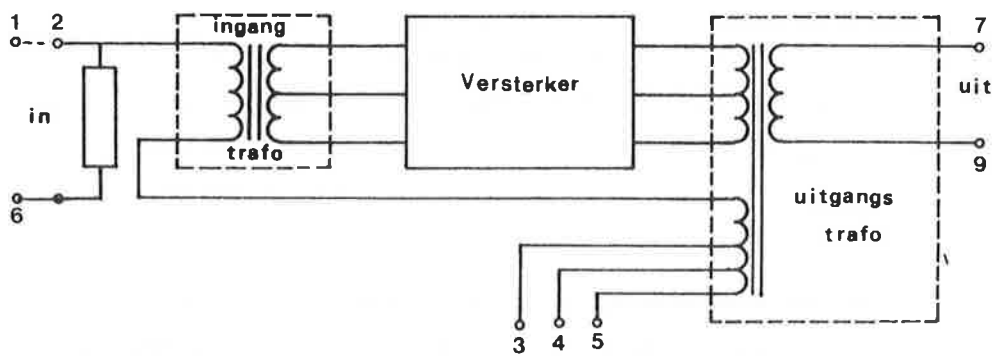 1 2
ingang
7
Versterker
uit
in
trafo
9
6
uitgangs
trafo
3 4 5